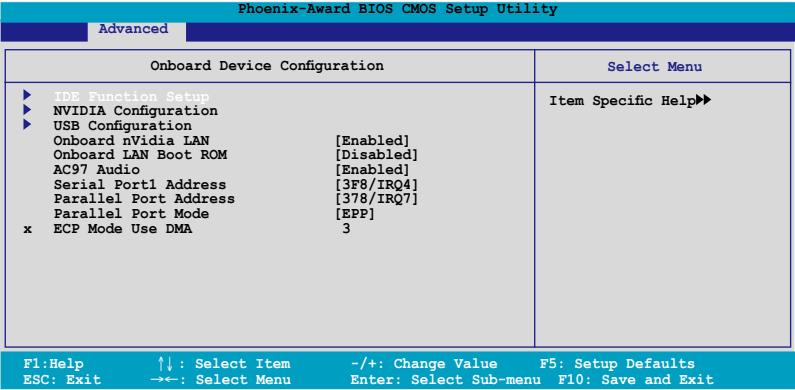 Phoenix-Award BIOS CMOS Setup Utility
Advanced
Onboard Device Configuration
Select Menu
IDE Function Setup
Item Specific Help▶▶
NVIDIA Configuration
USB Configuration
Onboard nVidia LAN [Enabled]
Onboard LAN Boot ROM [Disabled]
AC97 Audio [Enabled]
Serial Port1 Address [3F8/IRQ4]
Parallel Port Address [378/IRQ7]
Parallel Port Mode [EPP]
x ECP Mode Use DMA 3
F1:Help ↑↓: Select Item -/+: Change Value F5: Setup Defaults
ESC: Exit →←: Select Menu Enter: Select Sub-menu F10: Save and Exit